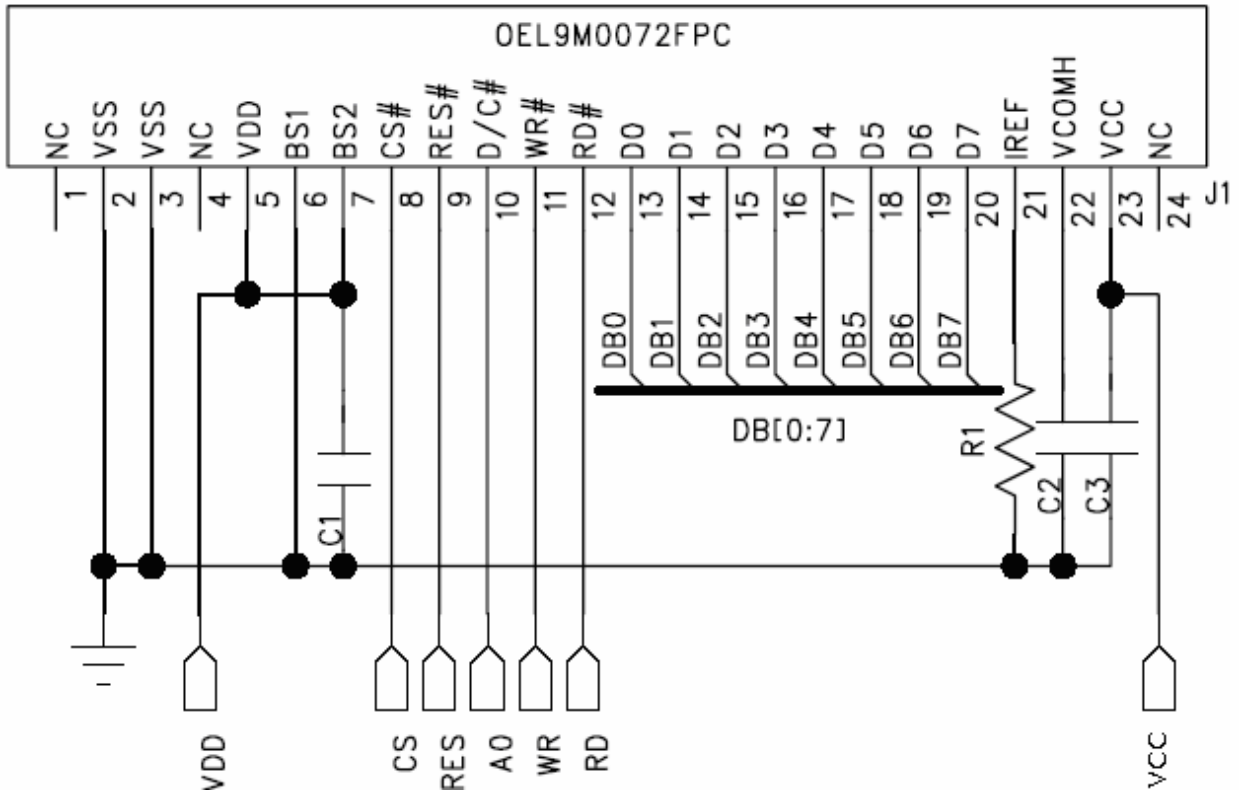 OEL9M0072FPC
NC
VSS
VSS
NC
VDD
BS1
BS2
CS#
RES#
D/C#
WR#
RD#
D0
D1
D2
D3
D4
D5
D6
D7
IREF
VCOMH
VCC
NC
1
2
3
4
5
6
7
8
9
10
11
12
13
14
15
16
17
18
19
20
21
22
23
24
J1
DB0
DB1
DB2
DB3
DB4
DB5
DB6
DB7
DB[0:7]
R1
C1
C2
C3
VDD
CS
RES
A0
WR
RD
VCC